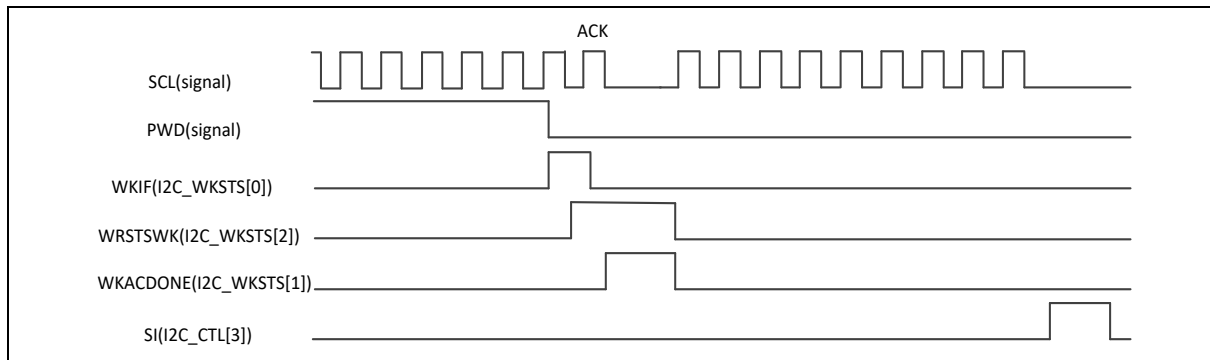 ACK
SCL(signal)
PWD(signal)
WKIF(I2C_WKSTS[0])
WRSTSWK(I2C_WKSTS[2])
WKACDONE(I2C_WKSTS[1])
SI(I2C_CTL[3])